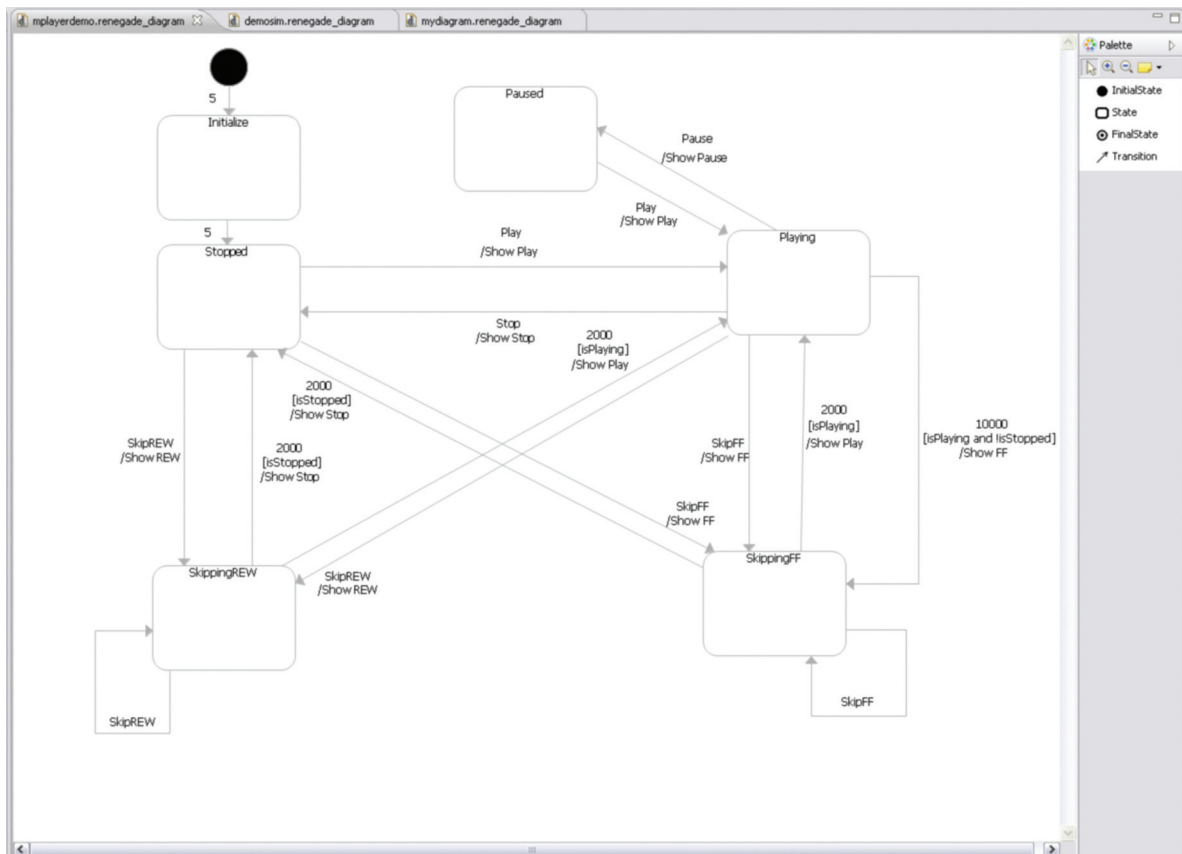 mplayerdemo.renegade_diagram
demosim.renegade_diagram
mydiagram.renegade_diagram
Palette
InitialState
State
FinalState
Transition
5
Initialize
Paused
Pause
/Show Pause
Play
/Show Play
5
Stopped
Play
/Show Play
Playing
Stop
/Show Stop
2000
[isPlaying]
/Show Play
2000
[isStopped]
/Show Stop
2000
[isPlaying]
/Show Play
10000
[isPlaying and !isStopped]
/Show FF
SkipREW
/Show REW
2000
[isStopped]
/Show Stop
SkipFF
/Show FF
SkipFF
/Show FF
SkippingREW
SkipREW
/Show REW
SkippingFF
SkipREW
SkipFF